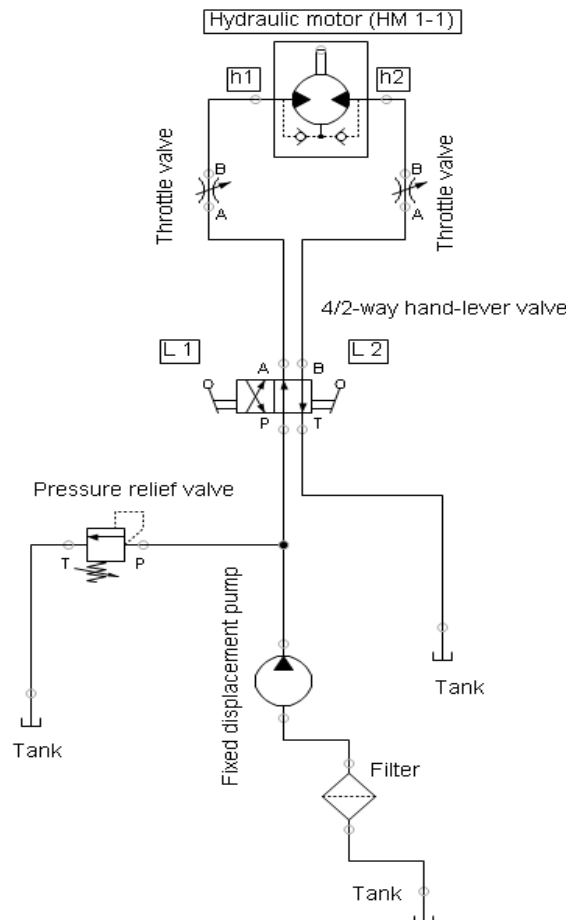 Hydraulic motor (HM 1-1)
h1
h2
B
A
Throttle valve
B
A
Throttle valve
4/2-way hand-lever valve
L 1
L 2
A
B
P
T
Pressure relief valve
T
P
Tank
Fixed displacement pump
Tank
Filter
Tank